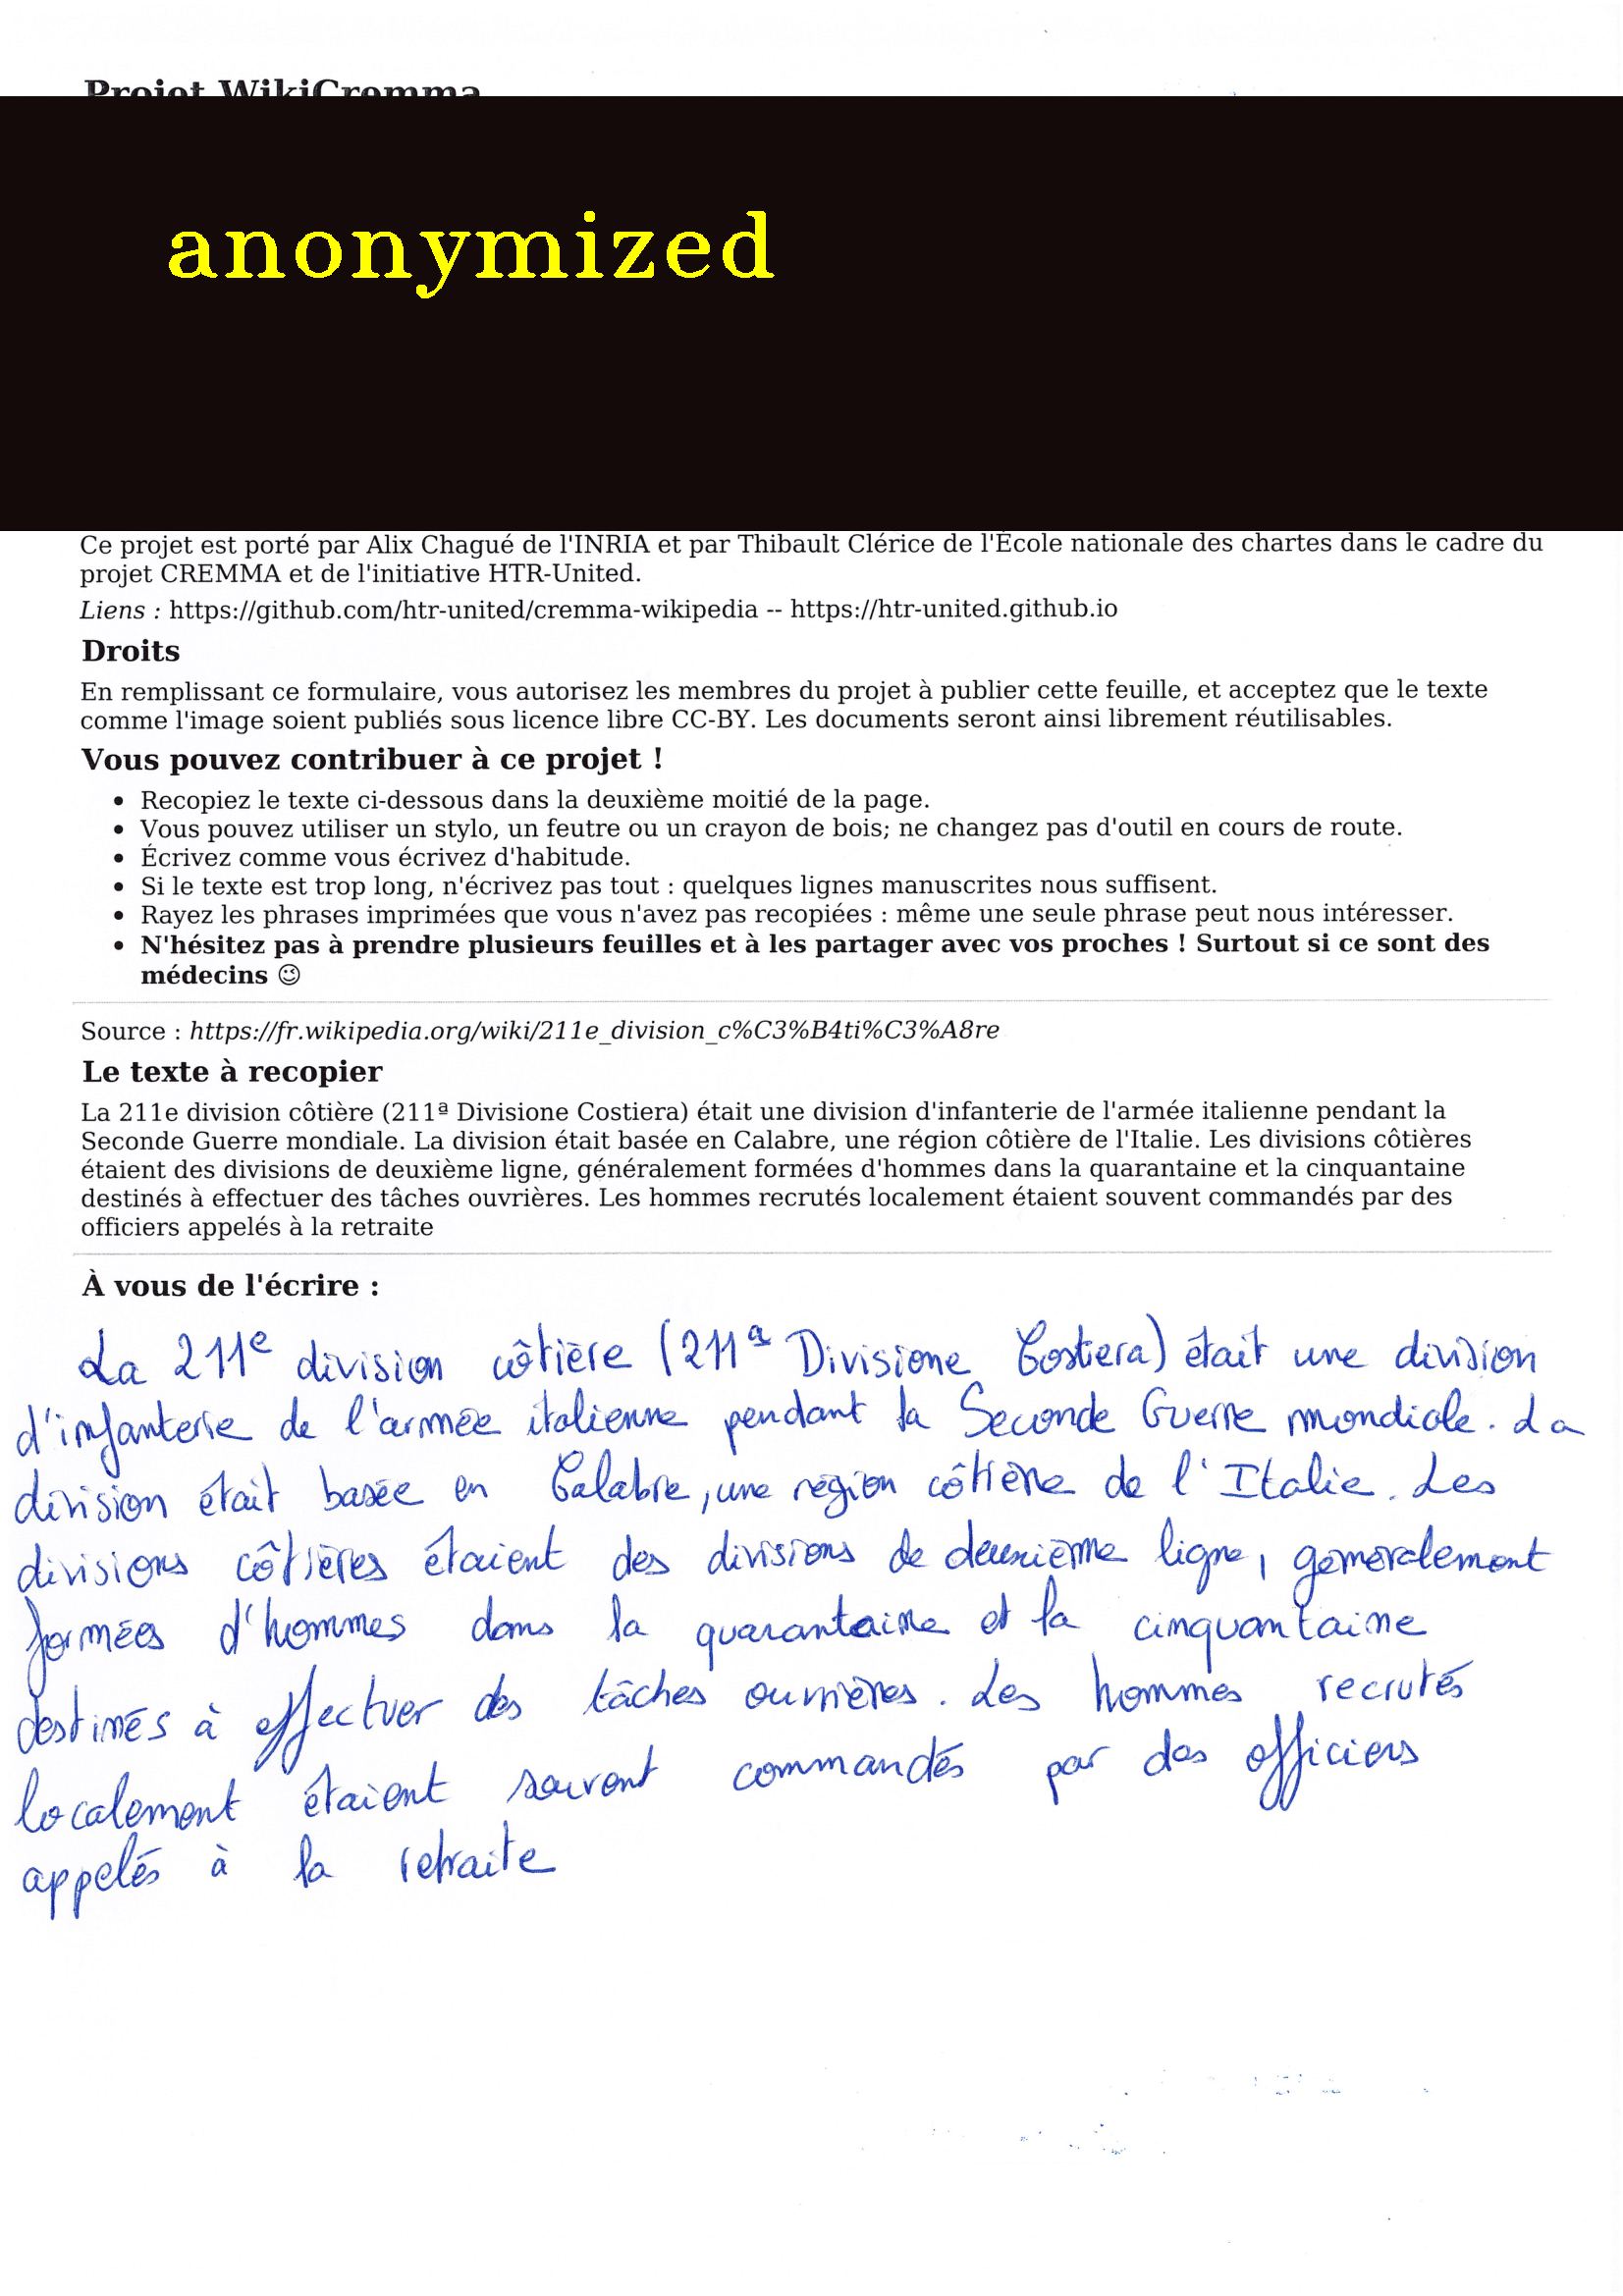 Projet WikiCremma
anonymized
Ce projet est porté par Alix Chagué de l'INRIA et par Thibault Clérice de l'École nationale des chartes dans le cadre du
projet CREMMA et de l'initiative HTR-United.
Liens : https://github.com/htr-united/cremma-wikipedia -- https://htr-united.github.io
Droits
En remplissant ce formulaire, vous autorisez les membres du projet à publier cette feuille, et acceptez que le texte
comme l'image soient publiés sous licence libre CC-BY. Les documents seront ainsi librement réutilisables.
Vous pouvez contribuer à ce projet !
• Recopiez le texte ci-dessous dans la deuxième moitié de la page.
• Vous pouvez utiliser un stylo, un feutre ou un crayon de bois; ne changez pas d'outil en cours de route.
• Écrivez comme vous écrivez d'habitude.
• Si le texte est trop long, n'écrivez pas tout : quelques lignes manuscrites nous suffisent.
• Rayez les phrases imprimées que vous n'avez pas recopiées : même une seule phrase peut nous intéresser.
• N'hésitez pas à prendre plusieurs feuilles et à les partager avec vos proches ! Surtout si ce sont des
médecins 😉
Source : https://fr.wikipedia.org/wiki/211e_division_c%C3%B4ti%C3%A8re
Le texte à recopier
La 211e division côtière (211ª Divisione Costiera) était une division d'infanterie de l'armée italienne pendant la
Seconde Guerre mondiale. La division était basée en Calabre, une région côtière de l'Italie. Les divisions côtières
étaient des divisions de deuxième ligne, généralement formées d'hommes dans la quarantaine et la cinquantaine
destinés à effectuer des tâches ouvrières. Les hommes recrutés localement étaient souvent commandés par des
officiers appelés à la retraite
À vous de l'écrire :
La 211e division côtière (211ª Divisione Costiera) était une division
d'infanterie de l'armée italienne pendant la Seconde Guerre mondiale. La
division était basée en Calabre, une région côtière de l'Italie. Les
divisions côtières étaient des divisions de deuxième ligne, généralement
formées d'hommes dans la quarantaine et la cinquantaine
destinés à effectuer des tâches ouvrières. Les hommes recrutés
localement étaient souvent commandés par des officiers
appelés à la retraite